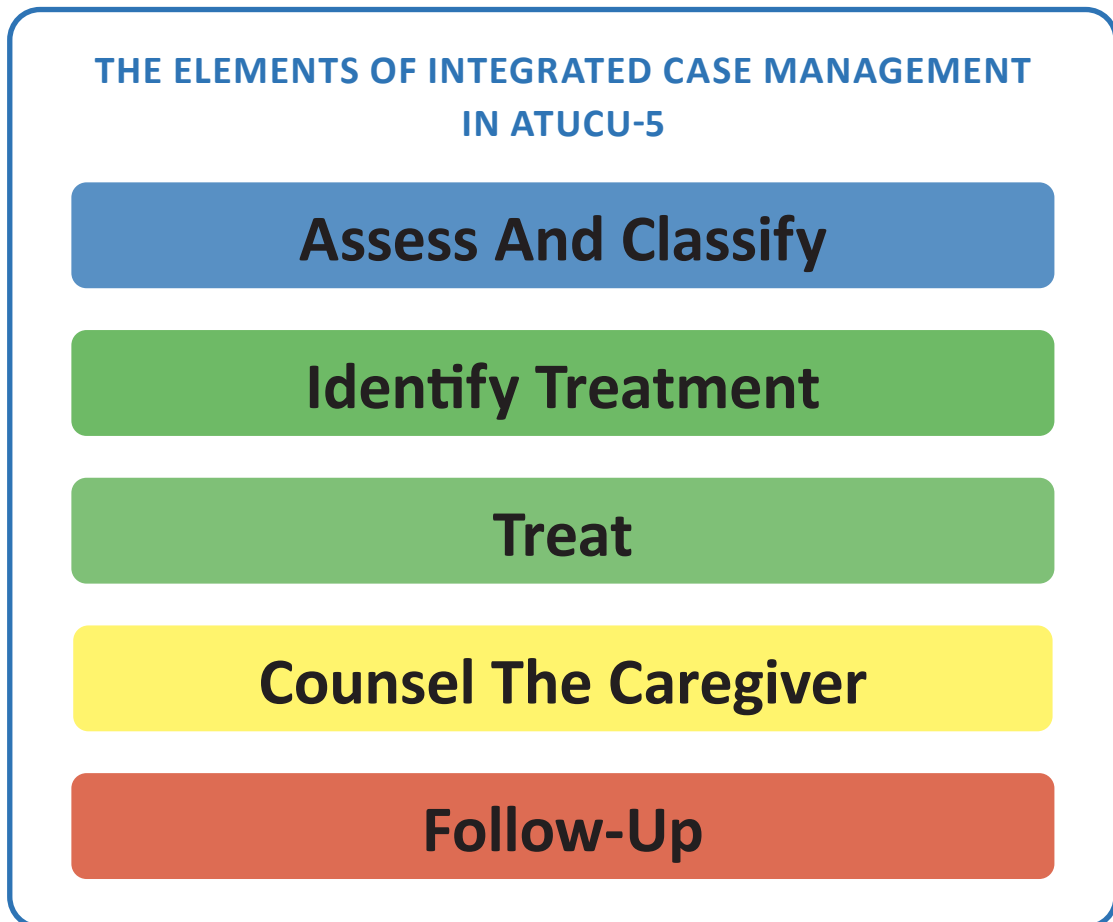 THE ELEMENTS OF INTEGRATED CASE MANAGEMENT
IN ATUCU-5
Assess And Classify
Identify Treatment
Treat
Counsel The Caregiver
Follow-Up